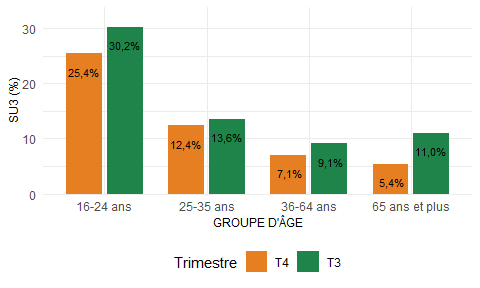 SU3 (%)
30
20
10
0
25,4%
30,2%
12,4%
13,6%
7,1%
9,1%
5,4%
11,0%
16-24 ans
25-35 ans
36-64 ans
65 ans et plus
GROUPE D'ÂGE
Trimestre
T4
T3